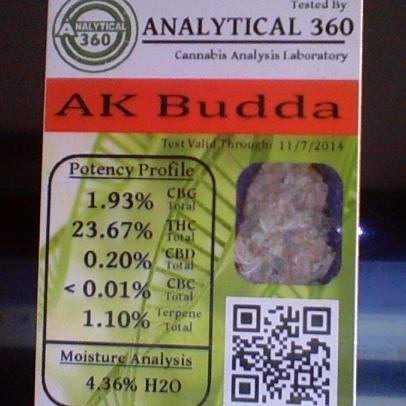 Tested By
ANALYTICAL 360
ANALYTICAL 360
Cannabis Analysis Laboratory
AK Budda
Test Valid Through: 11/7/2014
Potency Profile
1.93% CBG Total
23.67% THC Total
0.20% CBD Total
< 0.01% CBC Total
1.10% Terpene Total
Moisture Analysis
4.36% H2O